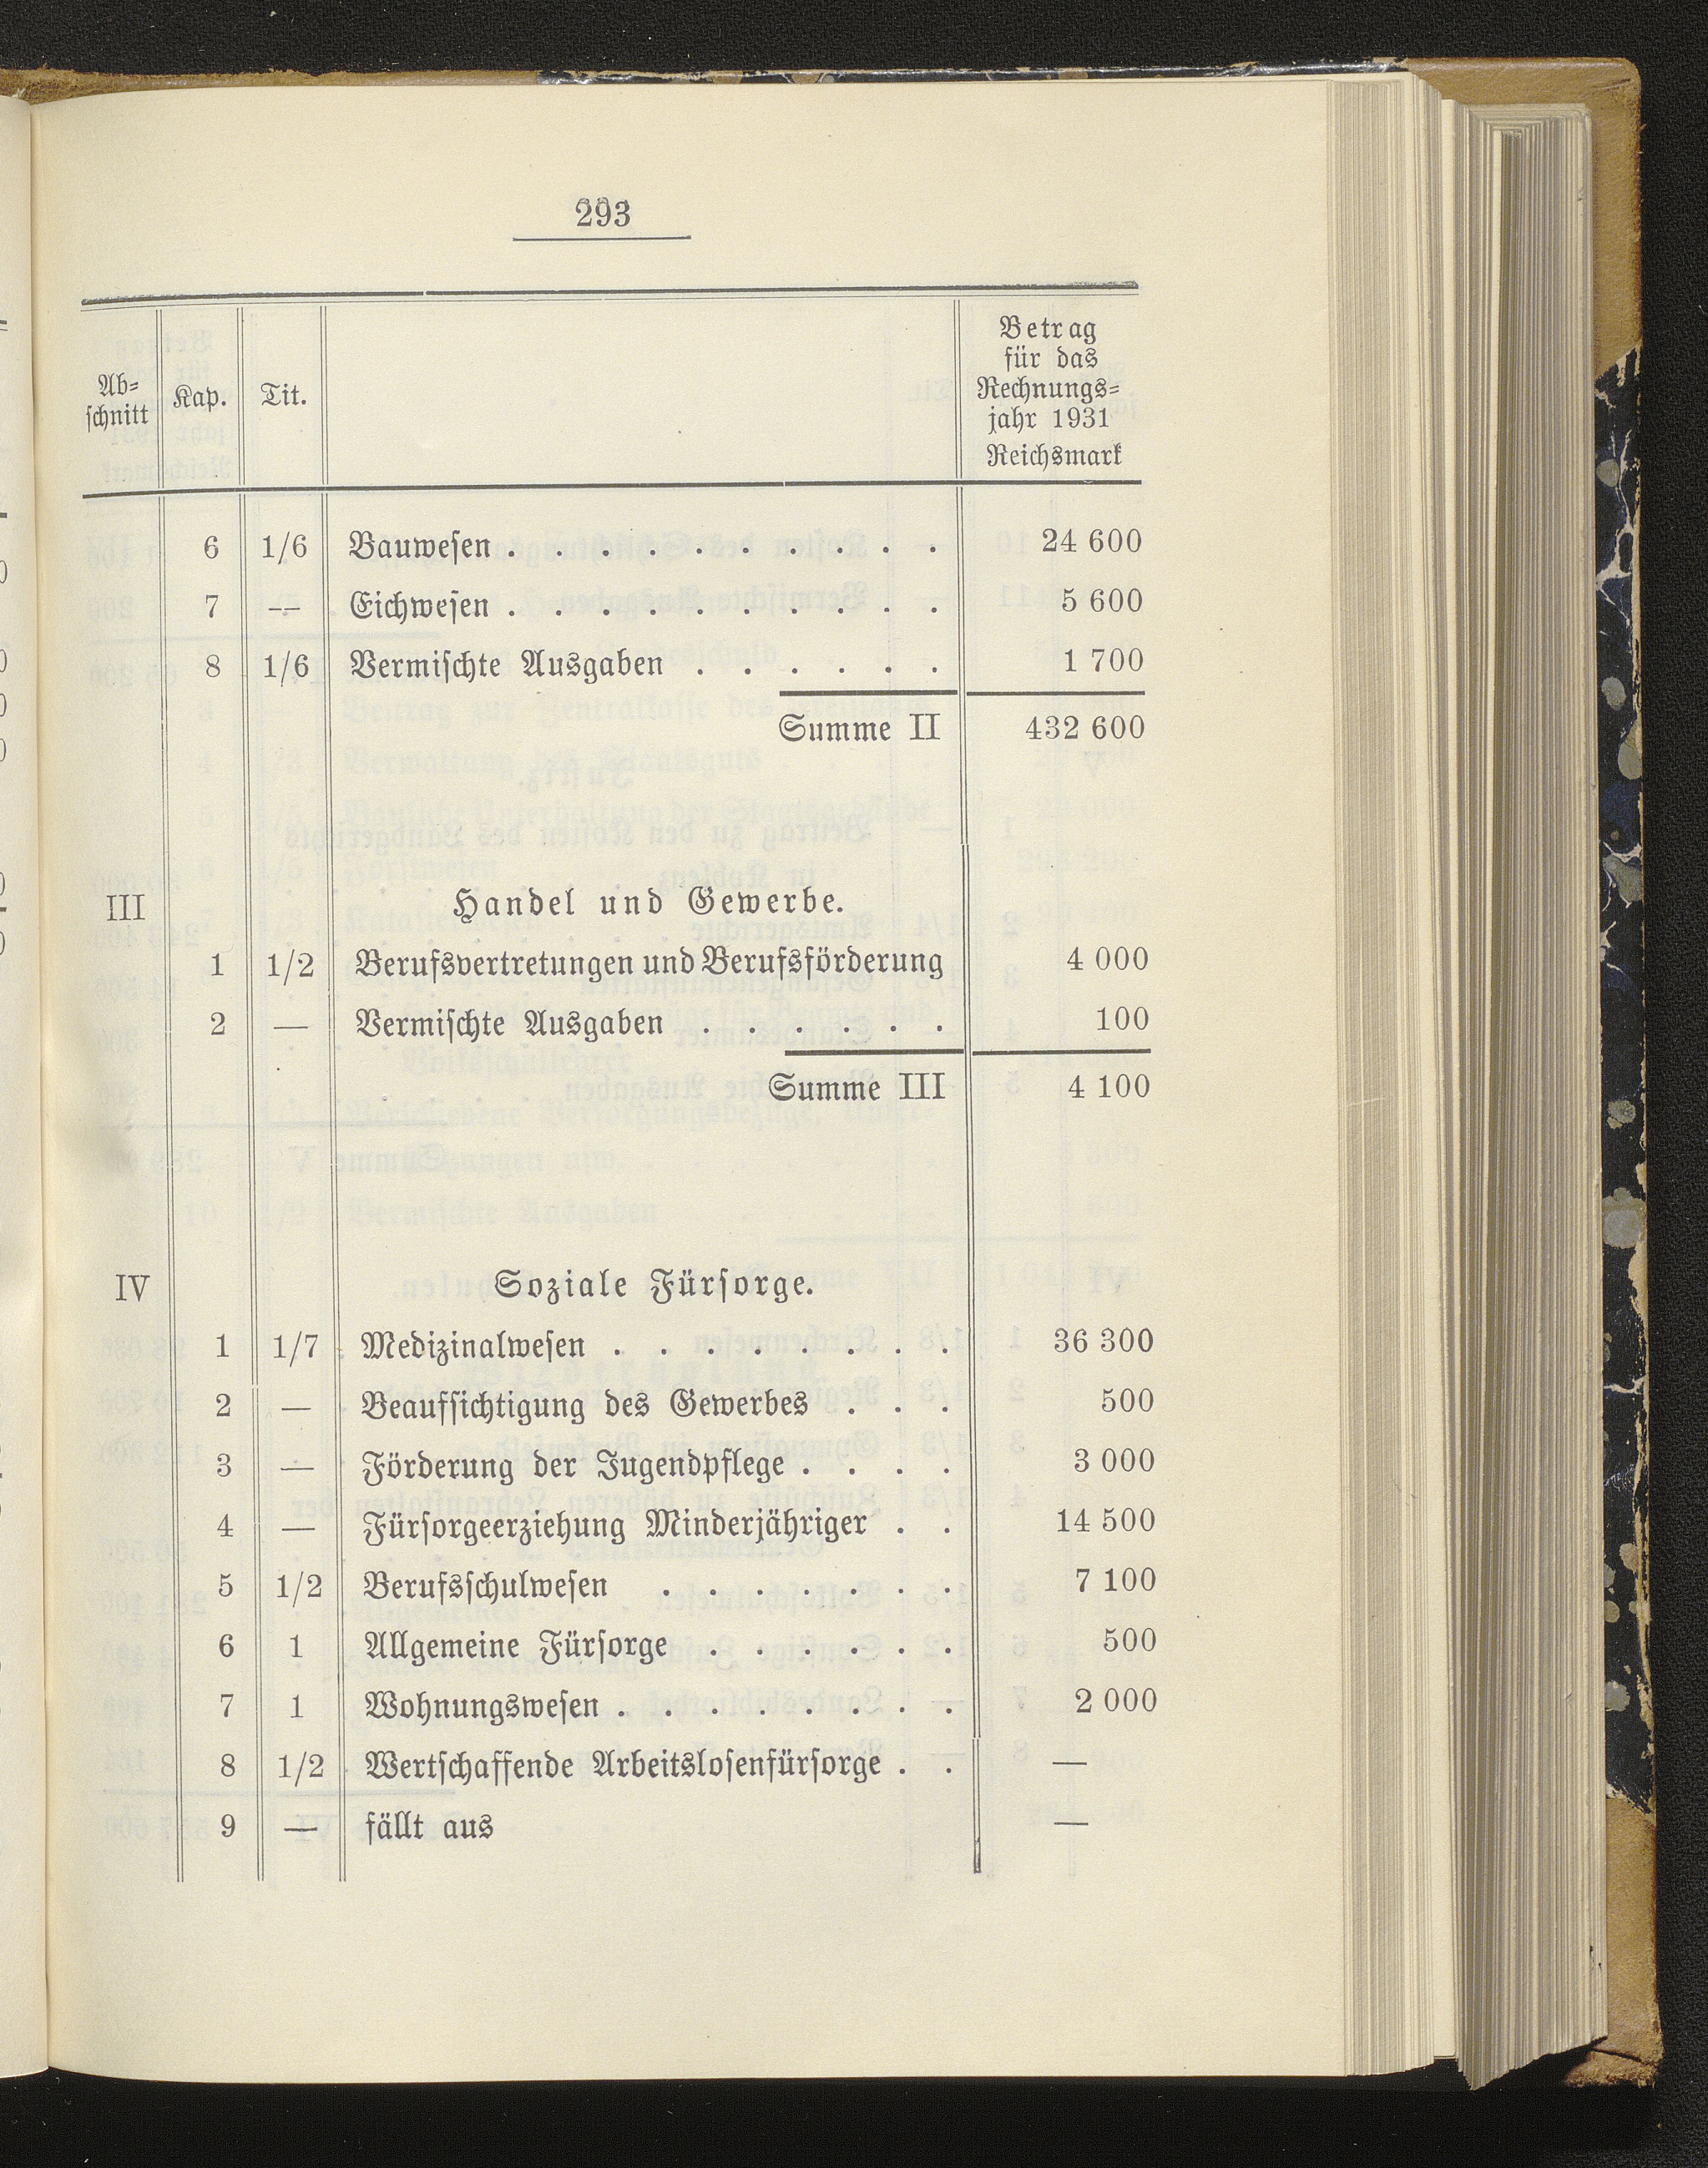 293
Ab-
schnitt
Kap.
Tit.
Betrag
für das
Rechnungs-
jahr 1931
Reichsmark
6 1/6 Bauwesen . . . . . . . . . . 24 600
7 — Eichwesen . . . . . . . . . . 5 600
8 1/6 Vermischte Ausgaben . . . . . . 1 700
Summe II 432 600
III Handel und Gewerbe.
1 1/2 Berufsvertretungen und Berufsförderung 4 000
2 — Vermischte Ausgaben . . . . . . 100
Summe III 4 100
IV Soziale Fürsorge.
1 1/7 Medizinalwesen . . . . . . . . 36 300
2 — Beaufsichtigung des Gewerbes . . . 500
3 — Förderung der Jugendpflege . . . . 3 000
4 — Fürsorgeerziehung Minderjähriger . . 14 500
5 1/2 Berufsschulwesen . . . . . . . 7 100
6 1 Allgemeine Fürsorge . . . . . . 500
7 1 Wohnungswesen . . . . . . . . 2 000
8 1/2 Wertschaffende Arbeitslosenfürsorge . . —
9 — fällt aus —